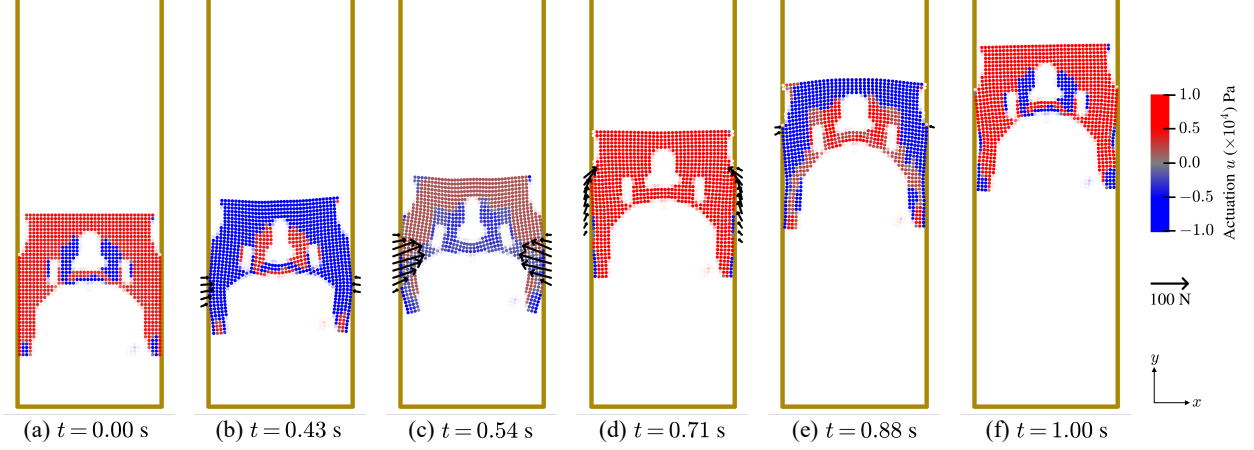 1.0
0.5
0.0
−0.5
−1.0
Actuation u (×10⁴) Pa
100 N
y
x
(a) t = 0.00 s
(b) t = 0.43 s
(c) t = 0.54 s
(d) t = 0.71 s
(e) t = 0.88 s
(f) t = 1.00 s